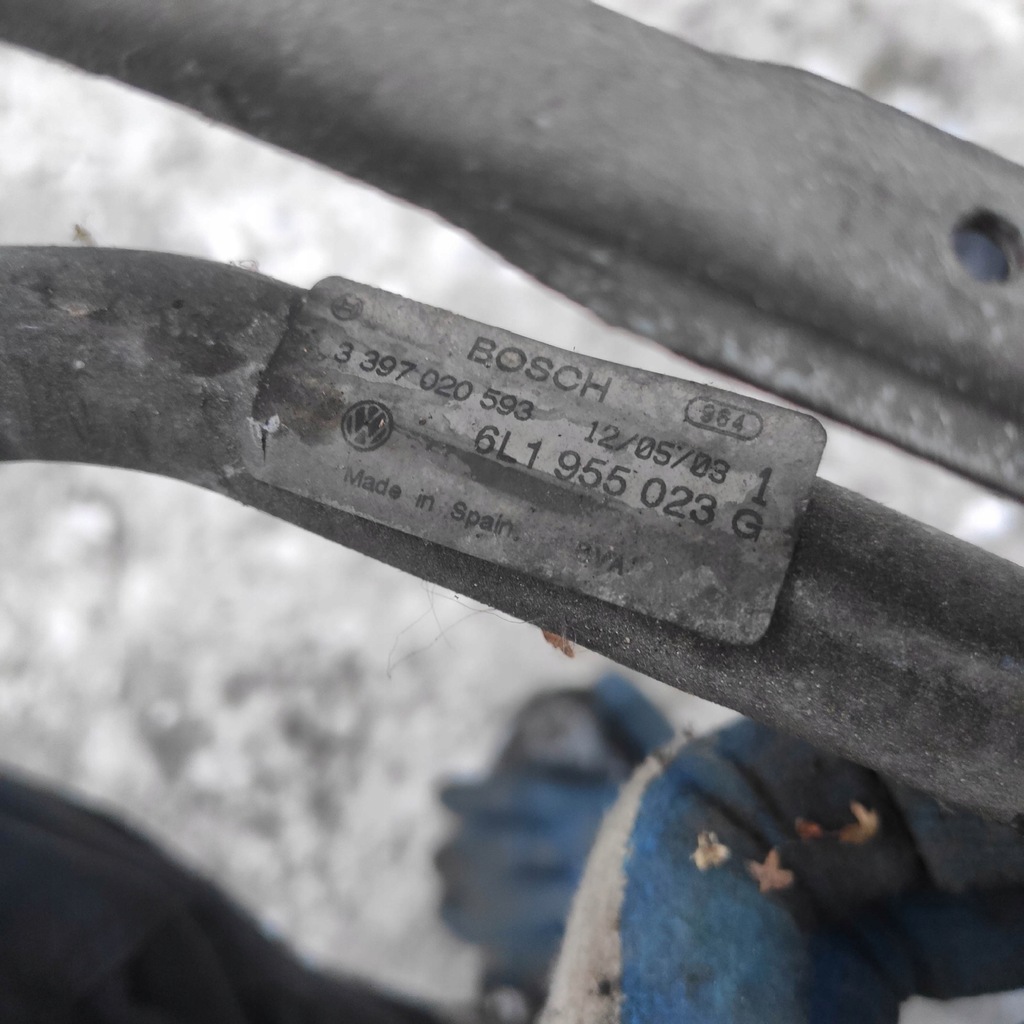 BOSCH
964
3 397 020 593 12/05/03 1
6L1 955 023 G
Made in Spain